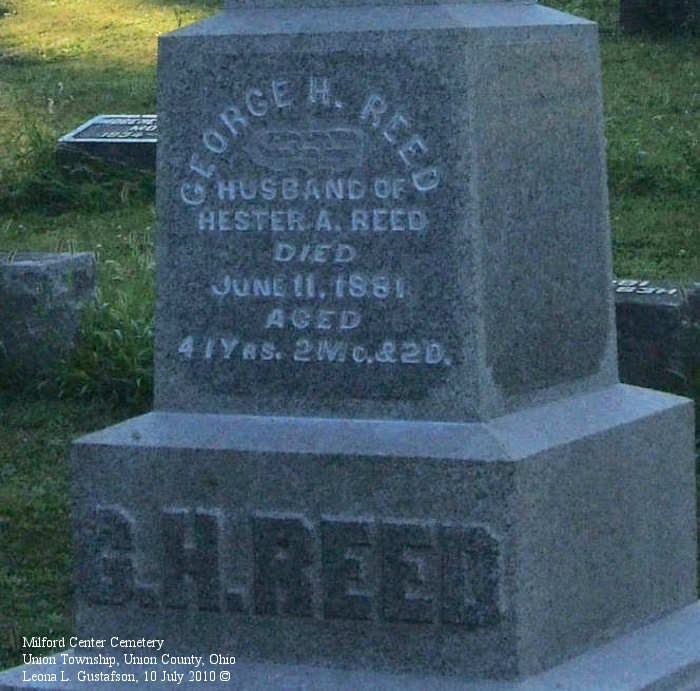 GEORGE H. REED
HUSBAND OF
HESTER A. REED
DIED
JUNE 11, 1881
AGED
41 YRS. 2 MO. & 2 D.
G.H. REED
1834
Milford Center Cemetery
Union Township, Union County, Ohio
Leona L. Gustafson, 10 July 2010 ©